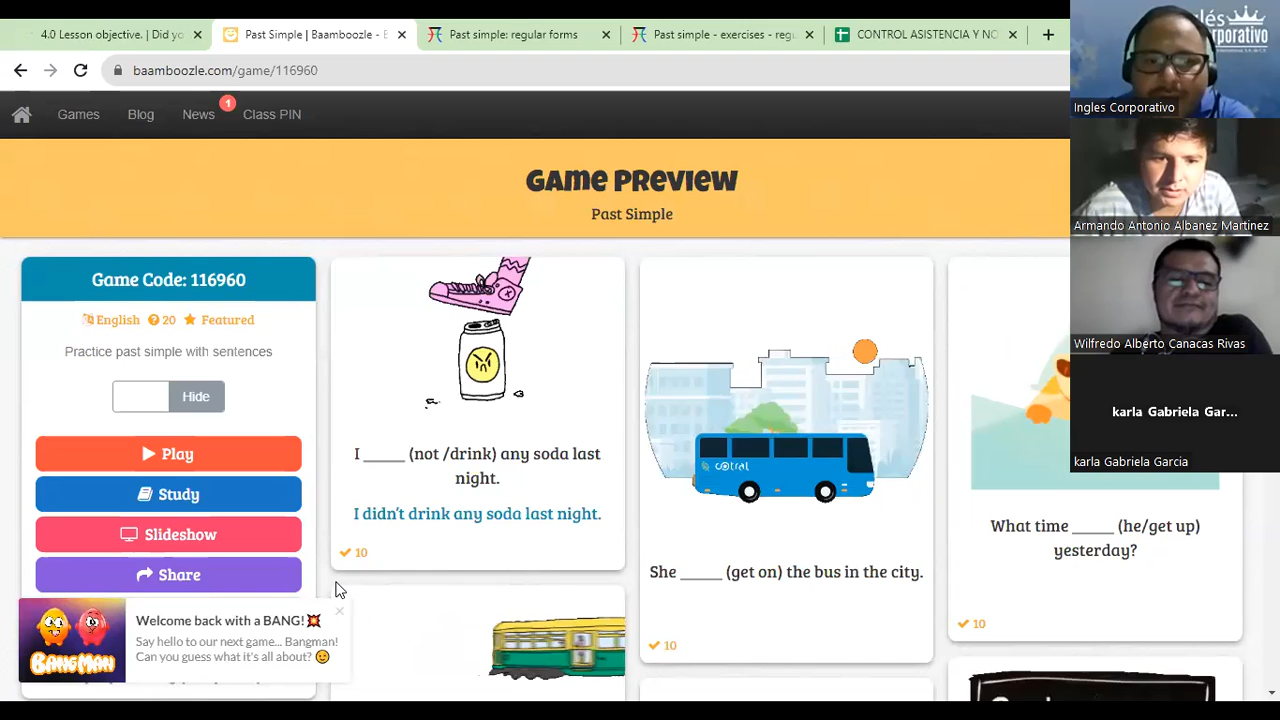 4.0 Lesson objective. | Did yo
Past Simple | Baamboozle - B
Past simple: regular forms
Past simple - exercises - regu
CONTROL ASISTENCIA Y NO
baamboozle.com/game/116960
Games
Blog
News
1
Class PIN
Game Preview
Past Simple
Game Code: 116960
English
20
Featured
Practice past simple with sentences
Hide
Play
Study
Slideshow
Share
Welcome back with a BANG!
Say hello to our next game... Bangman!
Can you guess what it's all about?
BANGMAN
I _____ (not /drink) any soda last
night.
I didn't drink any soda last night.
10
cotral
She _____ (get on) the bus in the city.
10
What time _____ (he/get up)
yesterday?
10
Ingles Corporativo
Armando Antonio Albanez Martinez
Wilfredo Alberto Canacas Rivas
karla Gabriela Gar...
karla Gabriela Garcia